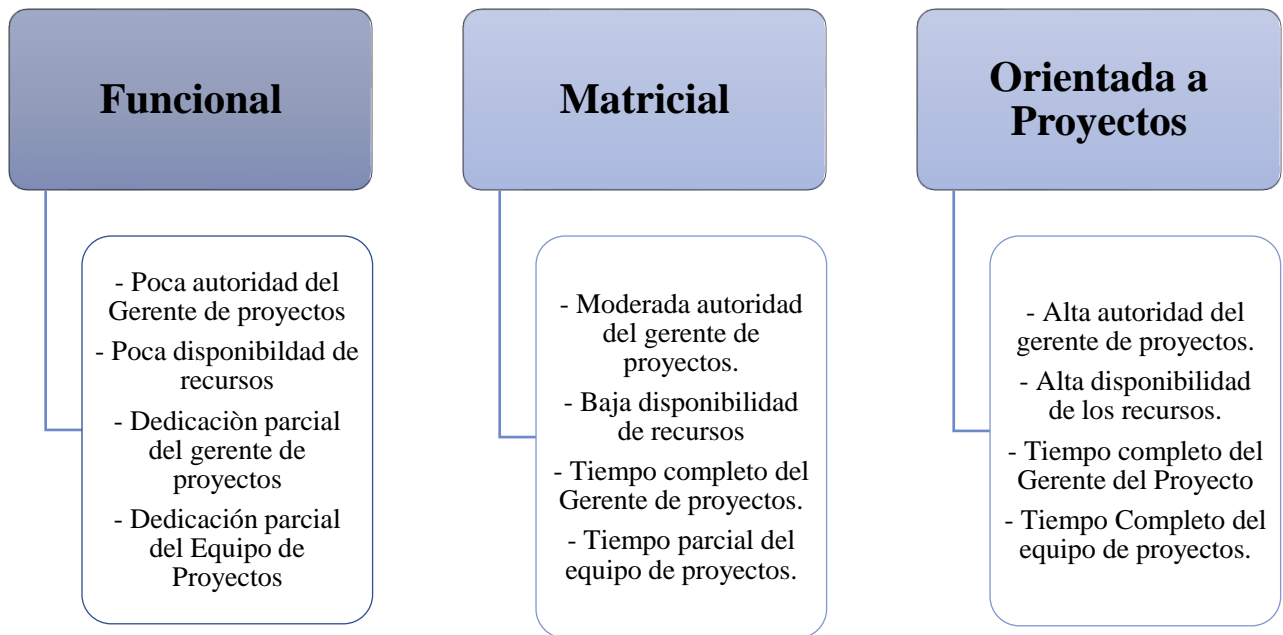 Funcional
- Poca autoridad del
Gerente de proyectos
- Poca disponibildad de
recursos
- Dedicaciòn parcial
del gerente de
proyectos
- Dedicación parcial
del Equipo de
Proyectos
Matricial
- Moderada autoridad
del gerente de
proyectos.
- Baja disponibilidad
de recursos
- Tiempo completo del
Gerente de proyectos.
- Tiempo parcial del
equipo de proyectos.
Orientada a
Proyectos
- Alta autoridad del
gerente de proyectos.
- Alta disponibilidad
de los recursos.
- Tiempo completo del
Gerente del Proyecto
- Tiempo Completo del
equipo de proyectos.